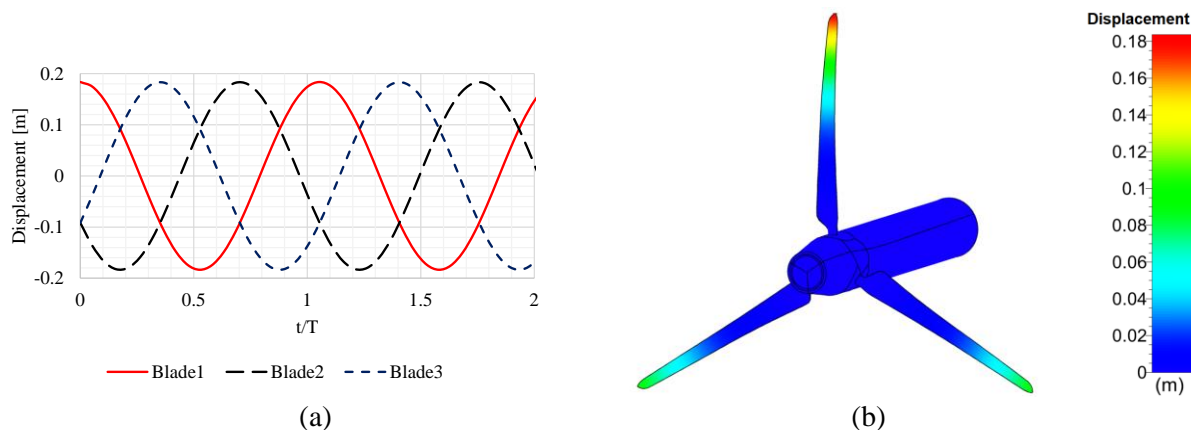 0.2
0.1
0
-0.1
-0.2
Displacement [m]
0 0.5 1 1.5 2
t/T
Blade1 Blade2 Blade3
(a)
Displacement
0.18
0.16
0.14
0.12
0.1
0.08
0.06
0.04
0.02
0
(m)
(b)